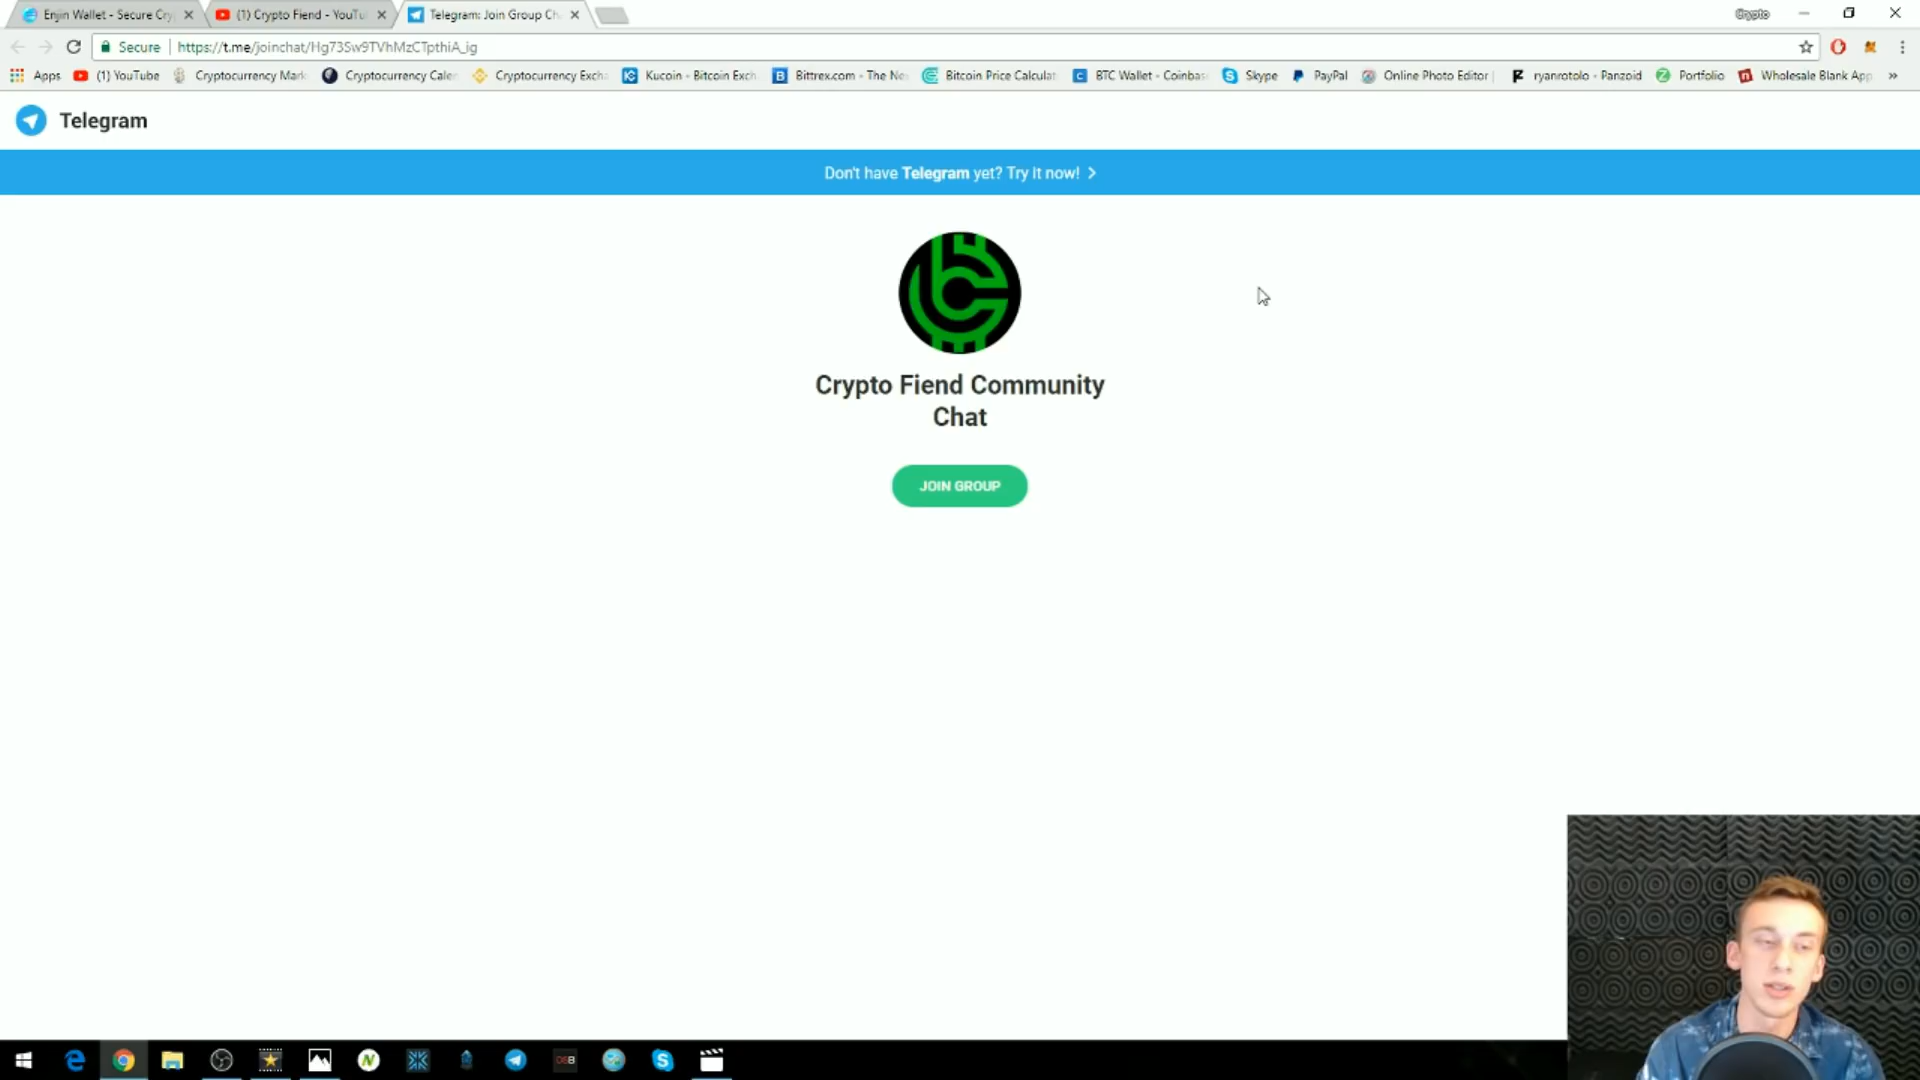 Enjin Wallet - Secure Cry
(1) Crypto Fiend - YouTu
Telegram: Join Group Ch
Crypto
Secure
https://t.me/joinchat/Hg73Sw9TVhMzCTpthiA_ig
Apps
(1) YouTube
Cryptocurrency Mark
Cryptocurrency Calen
Cryptocurrency Excha
Kucoin - Bitcoin Exch
Bittrex.com - The Ne
Bitcoin Price Calculat
BTC Wallet - Coinbas
Skype
PayPal
Online Photo Editor |
ryanrotolo - Panzoid
Portfolio
Wholesale Blank App
Telegram
Don't have Telegram yet? Try it now!
Crypto Fiend Community
Chat
JOIN GROUP